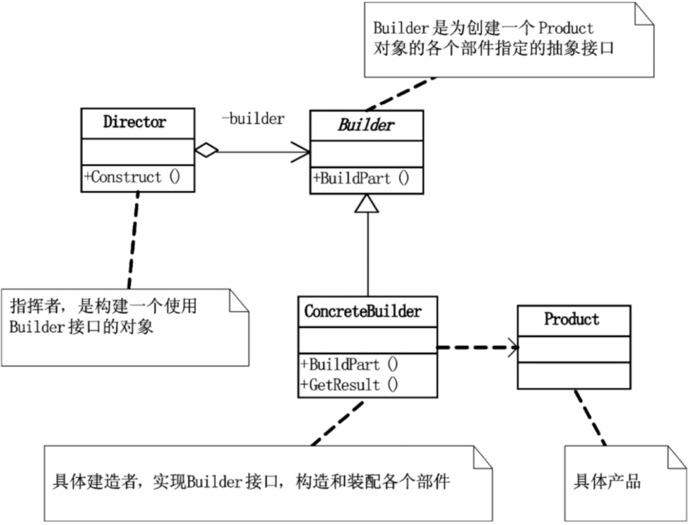 Builder是为创建一个Product
对象的各个部件指定的抽象接口
Director
-builder
Builder
+Construct()
+BuildPart()
指挥者，是构建一个使用
Builder接口的对象
ConcreteBuilder
Product
+BuildPart()
+GetResult()
具体建造者，实现Builder接口，构造和装配各个部件
具体产品